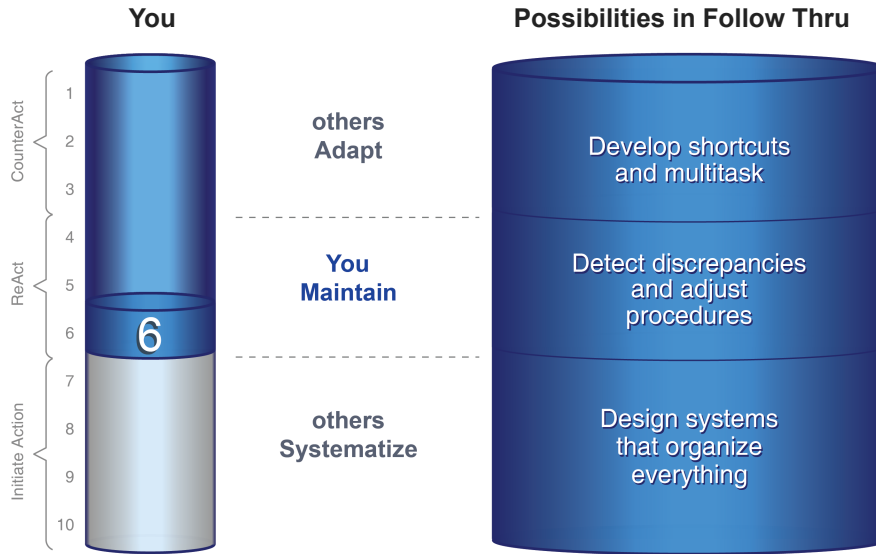 You
Possibilities in Follow Thru
CounterAct
1
2
3
ReAct
4
5
6
Initiate Action
7
8
9
10
6
others
Adapt
You
Maintain
others
Systematize
Develop shortcuts
and multitask
Detect discrepancies
and adjust
procedures
Design systems
that organize
everything